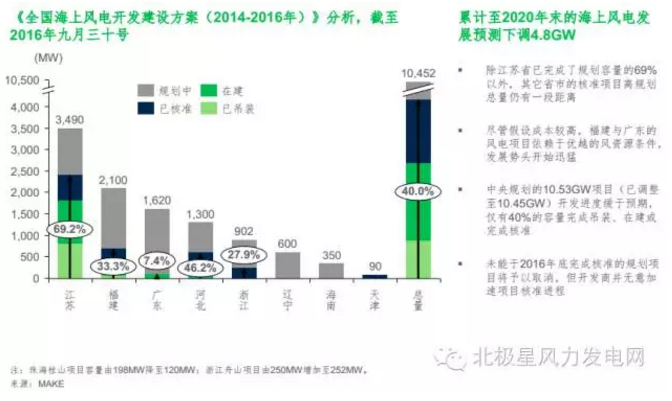 《全国海上风电开发建设方案（2014-2016年）》分析，截至
2016年九月三十号
(MW)
10,500
4,000
3,500
3,000
2,500
2,000
1,500
1,000
500
0
规划中
在建
已核准
已吊装
3,490
2,100
1,620
1,300
902
600
350
90
10,452
69.2%
33.3%
7.4%
46.2%
27.9%
40.0%
江苏
福建
广东
河北
浙江
辽宁
海南
天津
总量
注：珠海桂山项目容量由198MW降至120MW；浙江舟山项目由250MW增加至252MW。
来源：MAKE
累计至2020年末的海上风电发
展预测下调4.8GW
除江苏省已完成了规划容量的69%
以外，其它省市的核准项目离规划
总量仍有一段距离
尽管假设成本较高，福建与广东的
风电项目依赖于优越的风资源条件，
发展势头开始迅猛
中央规划的10.53GW项目（已调整
至10.45GW）开发进度缓于预期，
仅有40%的容量完成吊装、在建或
完成核准
未能于2016年底完成核准的规划项
目将予以取消，但开发商并无意加
速项目核准进程
北极星风力发电网